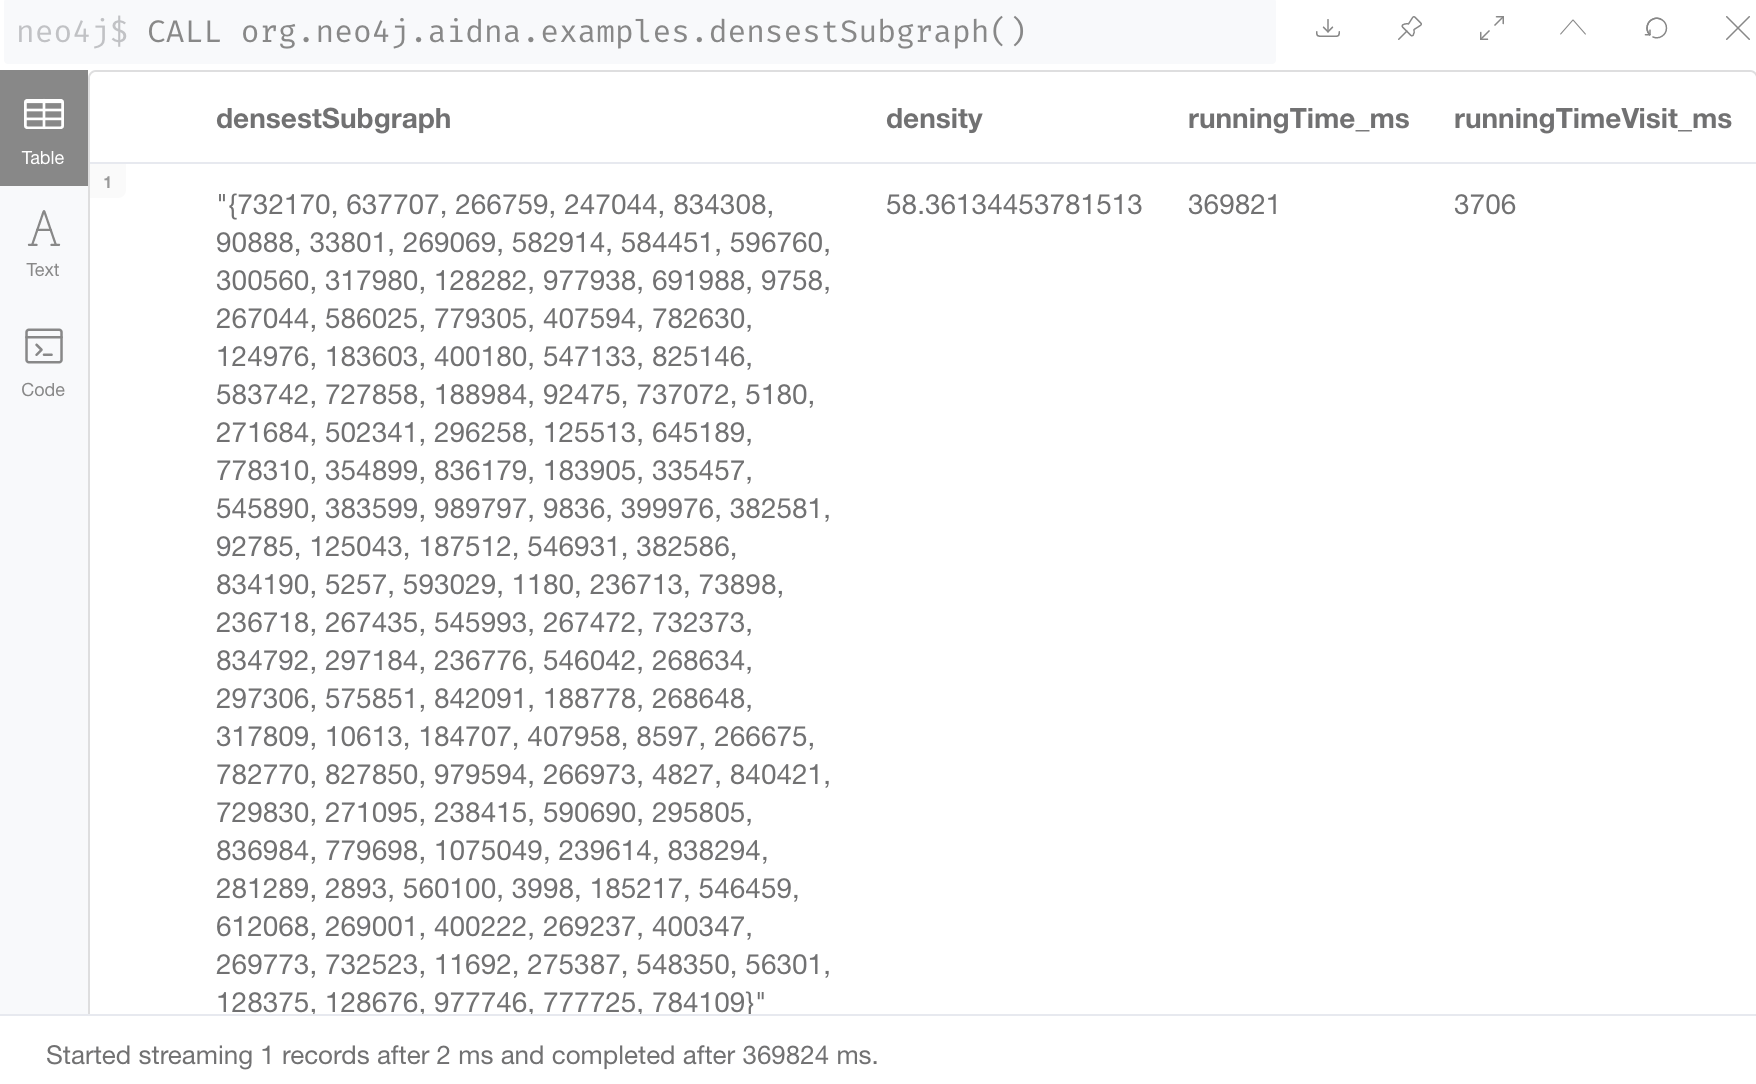 neo4j$ CALL org.neo4j.aidna.examples.densestSubgraph()
Table
Text
Code
densestSubgraph density runningTime_ms runningTimeVisit_ms
1
"{732170, 637707, 266759, 247044, 834308, 58.36134453781513 369821 3706
90888, 33801, 269069, 582914, 584451, 596760,
300560, 317980, 128282, 977938, 691988, 9758,
267044, 586025, 779305, 407594, 782630,
124976, 183603, 400180, 547133, 825146,
583742, 727858, 188984, 92475, 737072, 5180,
271684, 502341, 296258, 125513, 645189,
778310, 354899, 836179, 183905, 335457,
545890, 383599, 989797, 9836, 399976, 382581,
92785, 125043, 187512, 546931, 382586,
834190, 5257, 593029, 1180, 236713, 73898,
236718, 267435, 545993, 267472, 732373,
834792, 297184, 236776, 546042, 268634,
297306, 575851, 842091, 188778, 268648,
317809, 10613, 184707, 407958, 8597, 266675,
782770, 827850, 979594, 266973, 4827, 840421,
729830, 271095, 238415, 590690, 295805,
836984, 779698, 1075049, 239614, 838294,
281289, 2893, 560100, 3998, 185217, 546459,
612068, 269001, 400222, 269237, 400347,
269773, 732523, 11692, 275387, 548350, 56301,
128375, 128676, 977746, 777725, 784109}"
Started streaming 1 records after 2 ms and completed after 369824 ms.